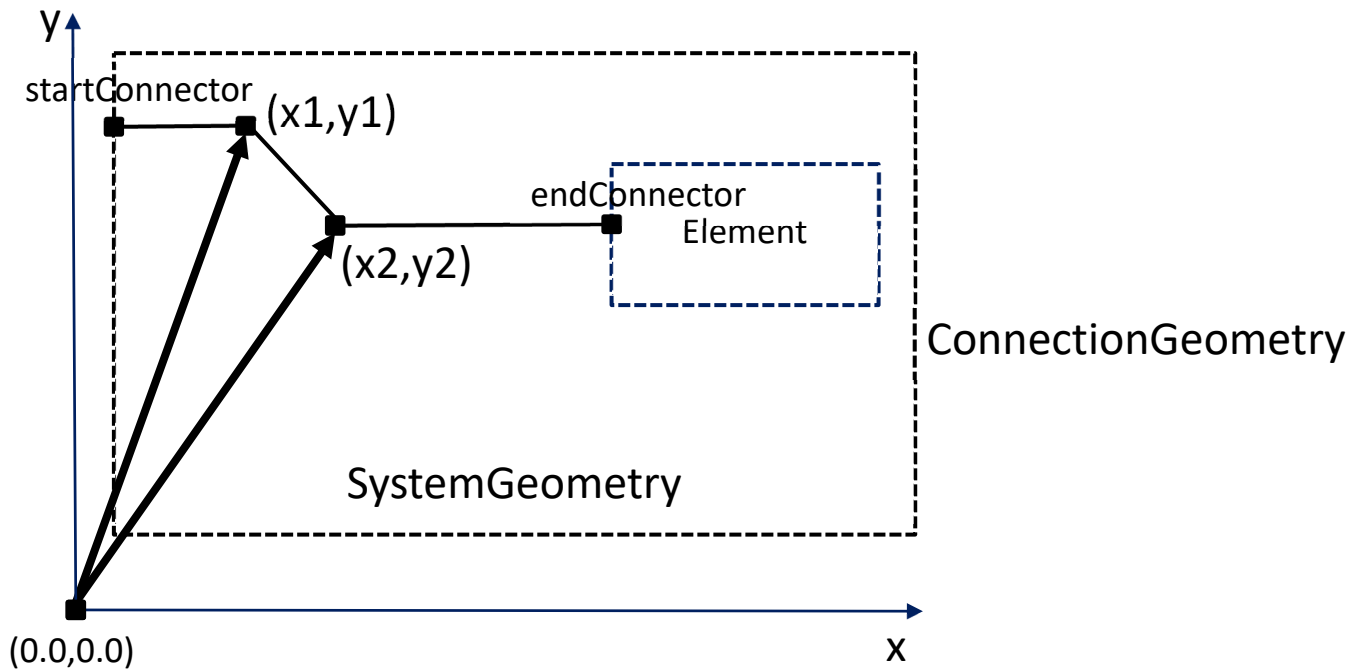 y
startConnector
(x1,y1)
endConnector
Element
(x2,y2)
ConnectionGeometry
SystemGeometry
(0.0,0.0)
x